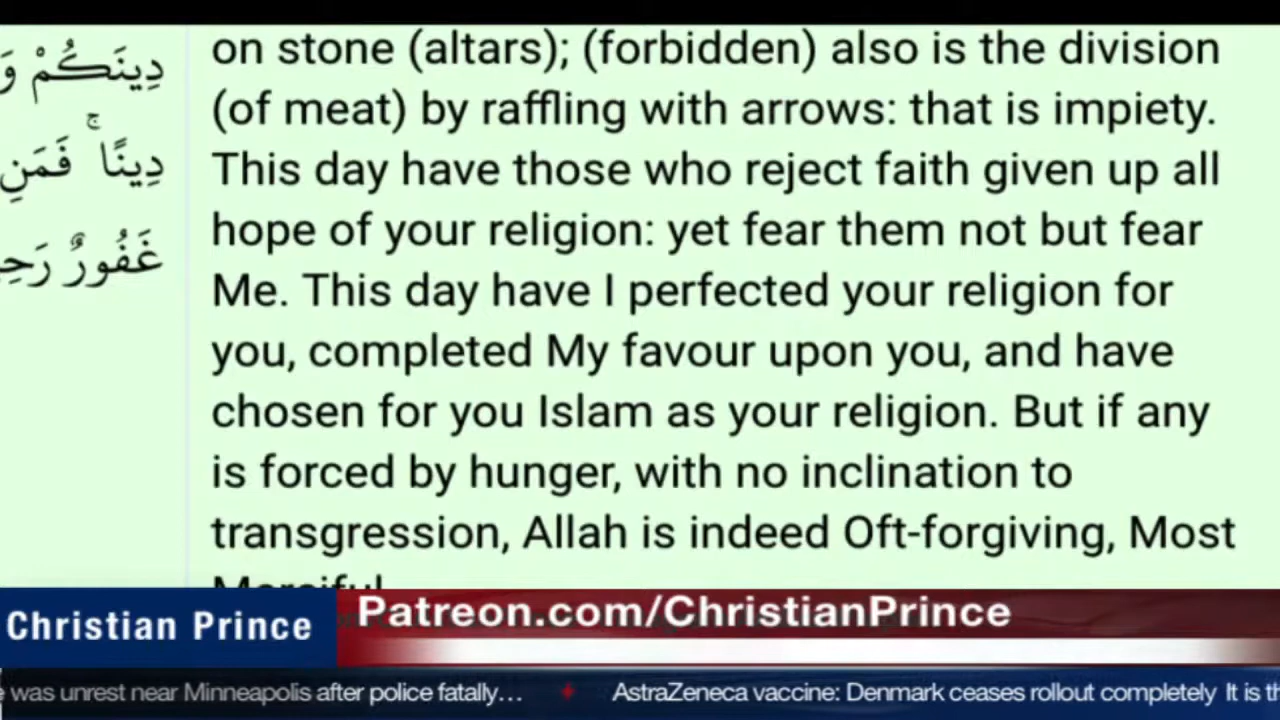 on stone (altars); (forbidden) also is the division
(of meat) by raffling with arrows: that is impiety.
This day have those who reject faith given up all
hope of your religion: yet fear them not but fear
Me. This day have I perfected your religion for
you, completed My favour upon you, and have
chosen for you Islam as your religion. But if any
is forced by hunger, with no inclination to
transgression, Allah is indeed Oft-forgiving, Most
Merciful
دِينَكُمْ وَ
دِينًا ۚ فَمَنِ
غَفُورٌ رَحِي
Christian Prince
Patreon.com/ChristianPrince
was unrest near Minneapolis after police fatally… AstraZeneca vaccine: Denmark ceases rollout completely It is th